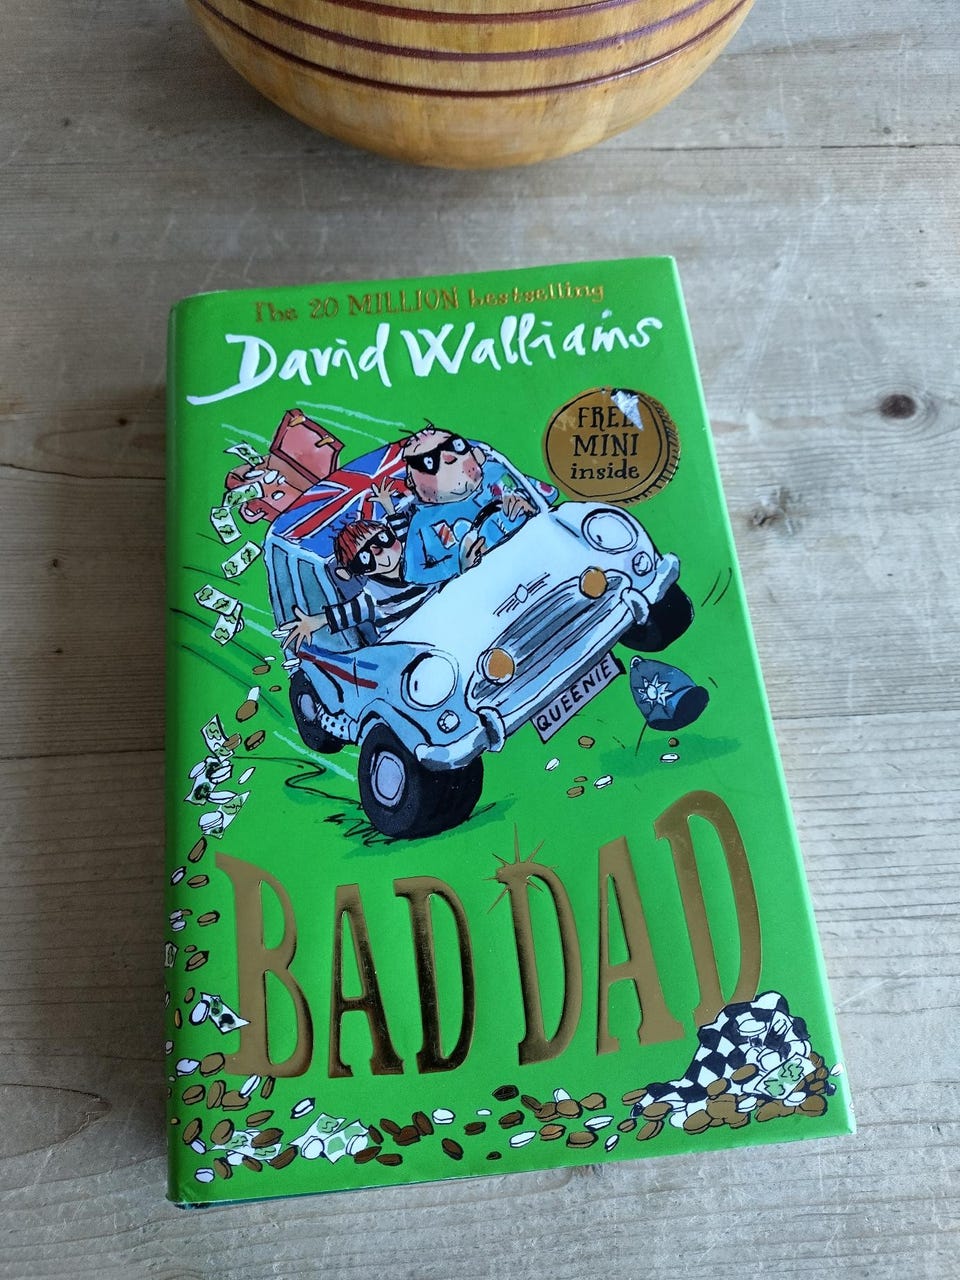 The 20 MILLION bestselling
David Walliams
FREE
MINI
inside
QUEENIE
BAD DAD